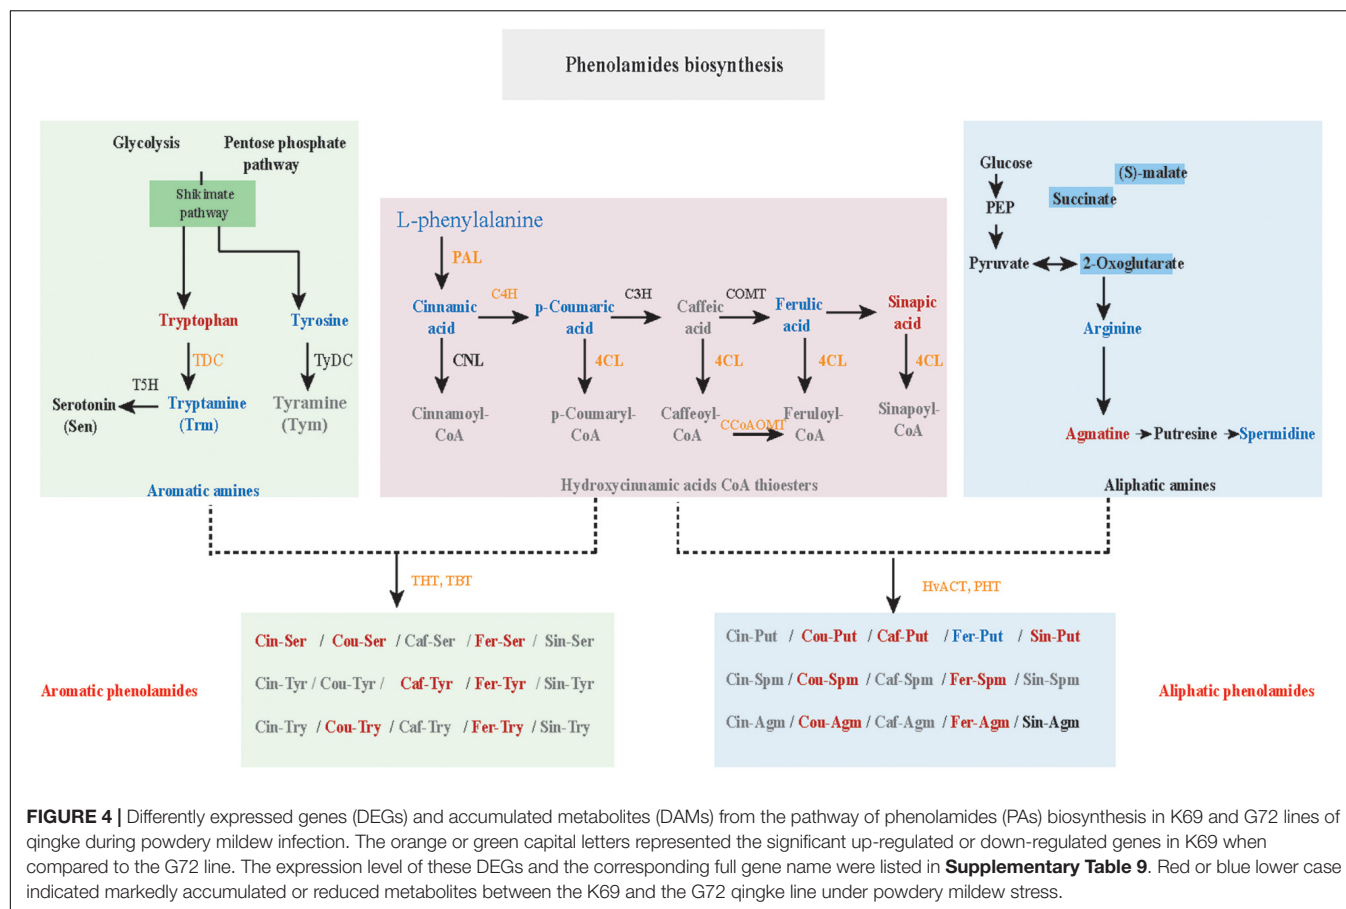 Phenolamides biosynthesis
Glycolysis
Pentose phosphate
pathway
Shikimate
pathway
Tryptophan
Tyrosine
TDC
TyDC
T5H
Serotonin
(Sen)
Tryptamine
(Trm)
Tyramine
(Tym)
Aromatic amines
L-phenylalanine
PAL
Cinnamic
acid
C4H
p-Coumaric
acid
C3H
Caffeic
acid
COMT
Ferulic
acid
Sinapic
acid
CNL
4CL
4CL
4CL
4CL
Cinnamoyl-
CoA
p-Coumaryl-
CoA
Caffeoyl-
CoA
CCoAOMT
Feruloyl-
CoA
Sinapoyl-
CoA
Hydroxycinnamic acids CoA thioesters
Glucose
(S)-malate
Succinate
PEP
Pyruvate
2-Oxoglutarate
Arginine
Agmatine
Putresine
Spermidine
Aliphatic amines
THT, TBT
HvACT, PHT
Aromatic phenolamides
Cin-Ser / Cou-Ser / Caf-Ser / Fer-Ser / Sin-Ser
Cin-Tyr / Cou-Tyr / Caf-Tyr / Fer-Tyr / Sin-Tyr
Cin-Try / Cou-Try / Caf-Try / Fer-Try / Sin-Try
Cin-Put / Cou-Put / Caf-Put / Fer-Put / Sin-Put
Cin-Spm / Cou-Spm / Caf-Spm / Fer-Spm / Sin-Spm
Cin-Agm / Cou-Agm / Caf-Agm / Fer-Agm / Sin-Agm
Aliphatic phenolamides
FIGURE 4 | Differently expressed genes (DEGs) and accumulated metabolites (DAMs) from the pathway of phenolamides (PAs) biosynthesis in K69 and G72 lines of
qingke during powdery mildew infection. The orange or green capital letters represented the significant up-regulated or down-regulated genes in K69 when
compared to the G72 line. The expression level of these DEGs and the corresponding full gene name were listed in Supplementary Table 9. Red or blue lower case
indicated markedly accumulated or reduced metabolites between the K69 and the G72 qingke line under powdery mildew stress.